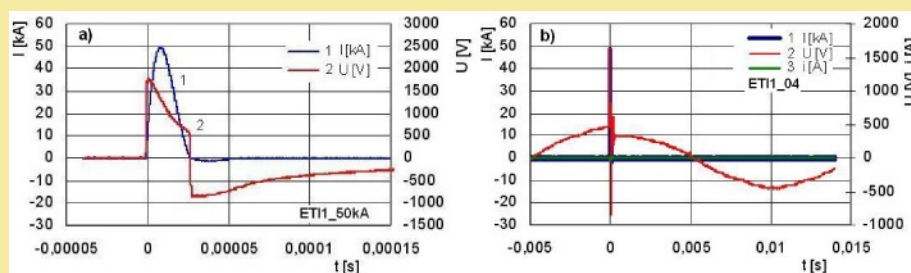 I [kA]
60
50
40
30
20
10
0
-10
-20
-30
a)
1 I[kA]
2 U[V]
1
2
ETI1_50kA
3000
2500
2000
1500
1000
500
0
-500
-1000
-1500
U [V]
-0,00005 0 0,00005 0,0001 0,00015
t [s]
I [kA]
60
50
40
30
20
10
0
-10
-20
-30
b)
1 I[kA]
2 U[V]
3 i[A]
ETI1_04
2000
1500
1000
500
0
-500
-1000
-0,005 0 0,005 0,01 0,015
t [s]